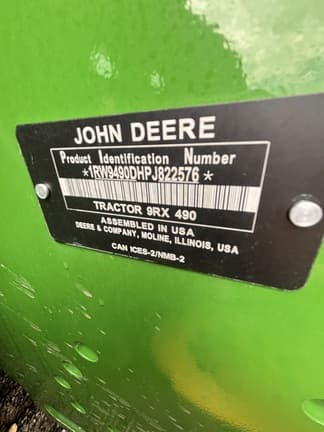 JOHN DEERE
Product Identification Number
*1RW9490DHPJ822576*
TRACTOR 9RX 490
ASSEMBLED IN USA
DEERE & COMPANY, MOLINE, ILLINOIS, USA
CAN ICES-2/NMB-2